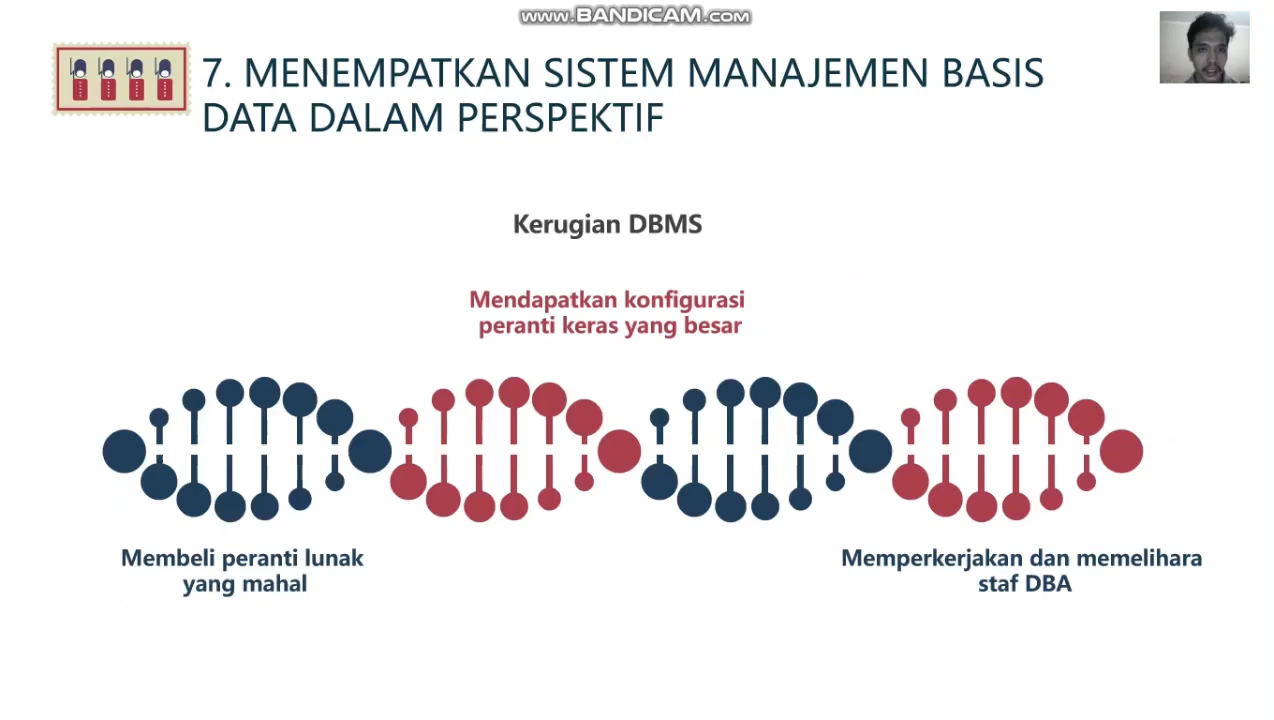 www.BANDICAM.com
7. MENEMPATKAN SISTEM MANAJEMEN BASIS
DATA DALAM PERSPEKTIF
Kerugian DBMS
Mendapatkan konfigurasi
peranti keras yang besar
Membeli peranti lunak
yang mahal
Memperkerjakan dan memelihara
staf DBA